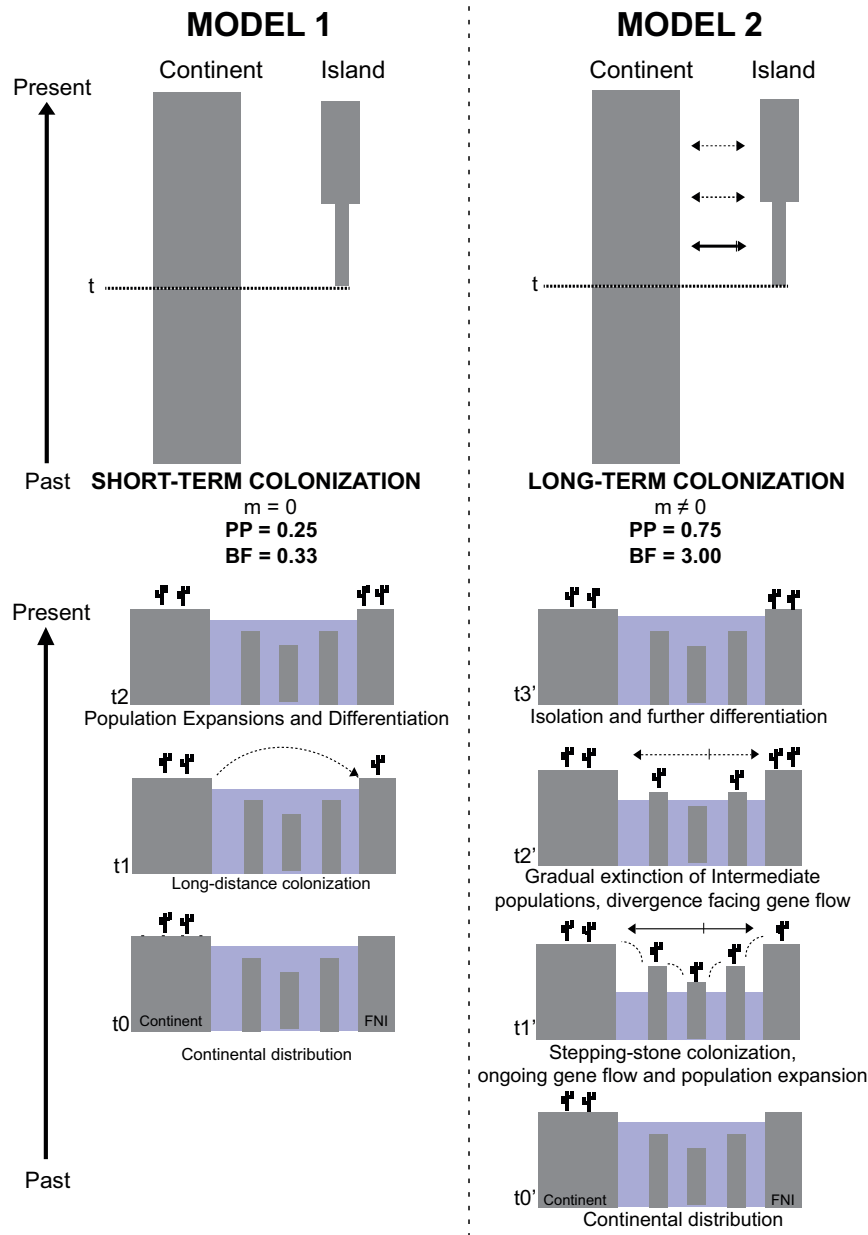 MODEL 1
Continent
Island
Present
t
Past
SHORT-TERM COLONIZATION
m = 0
PP = 0.25
BF = 0.33
Present
t2
Population Expansions and Differentiation
t1
Long-distance colonization
t0
Continent
FNI
Continental distribution
Past
MODEL 2
Continent
Island
t
LONG-TERM COLONIZATION
m ≠ 0
PP = 0.75
BF = 3.00
t3’
Isolation and further differentiation
t2’
Gradual extinction of Intermediate
populations, divergence facing gene flow
t1’
Stepping-stone colonization,
ongoing gene flow and population expansion
t0’
Continent
FNI
Continental distribution